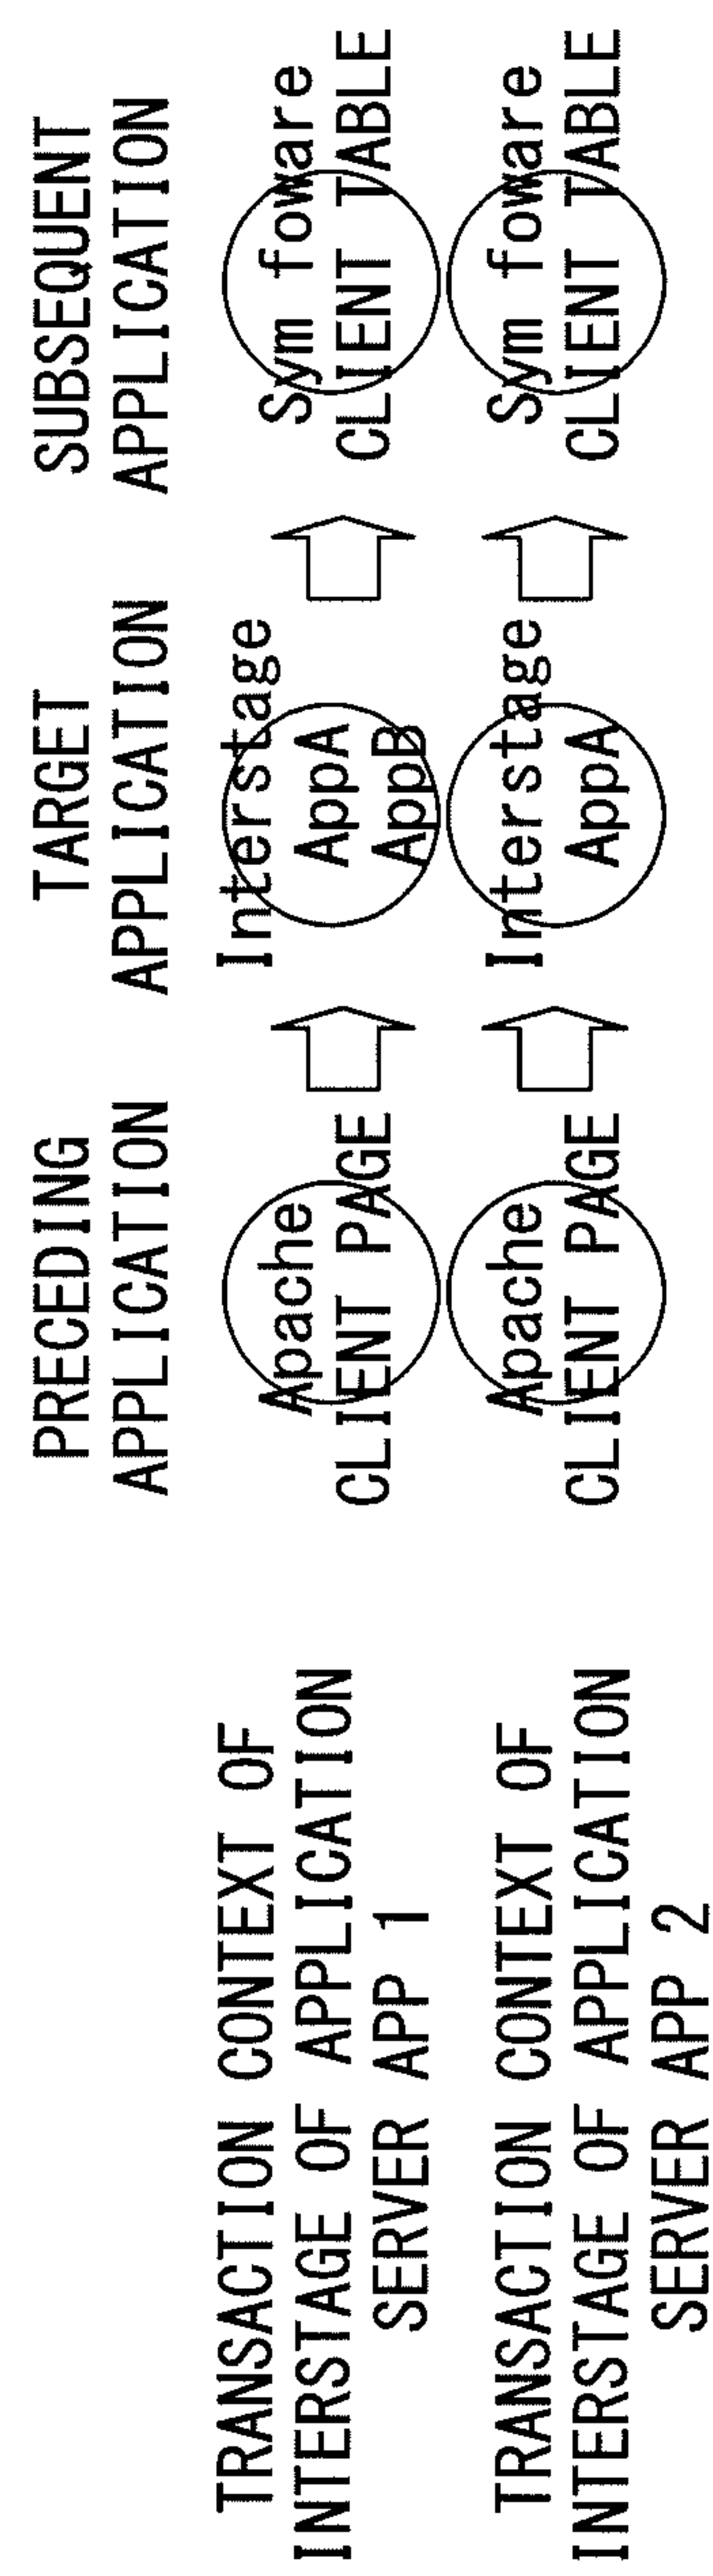 PRECEDING
APPLICATION
TARGET
APPLICATION
SUBSEQUENT
APPLICATION
TRANSACTION CONTEXT OF
INTERSTAGE OF APPLICATION
SERVER APP 1
Apache
CLIENT PAGE
Interstage
AppA
AppB
Sym foware
CLIENT TABLE
TRANSACTION CONTEXT OF
INTERSTAGE OF APPLICATION
SERVER APP 2
Apache
CLIENT PAGE
Interstage
AppA
Sym foware
CLIENT TABLE